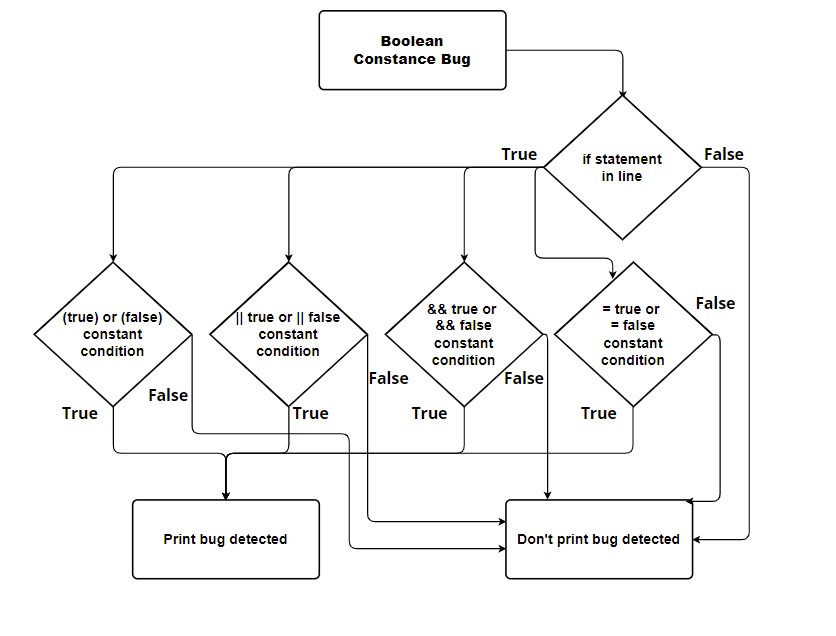 Boolean
Constance Bug
True
False
if statement
in line
(true) or (false)
constant
condition
|| true or || false
constant
condition
&& true or
&& false
constant
condition
= true or
= false
constant
condition
False
True
False
True
False
True
False
True
Print bug detected
Don't print bug detected